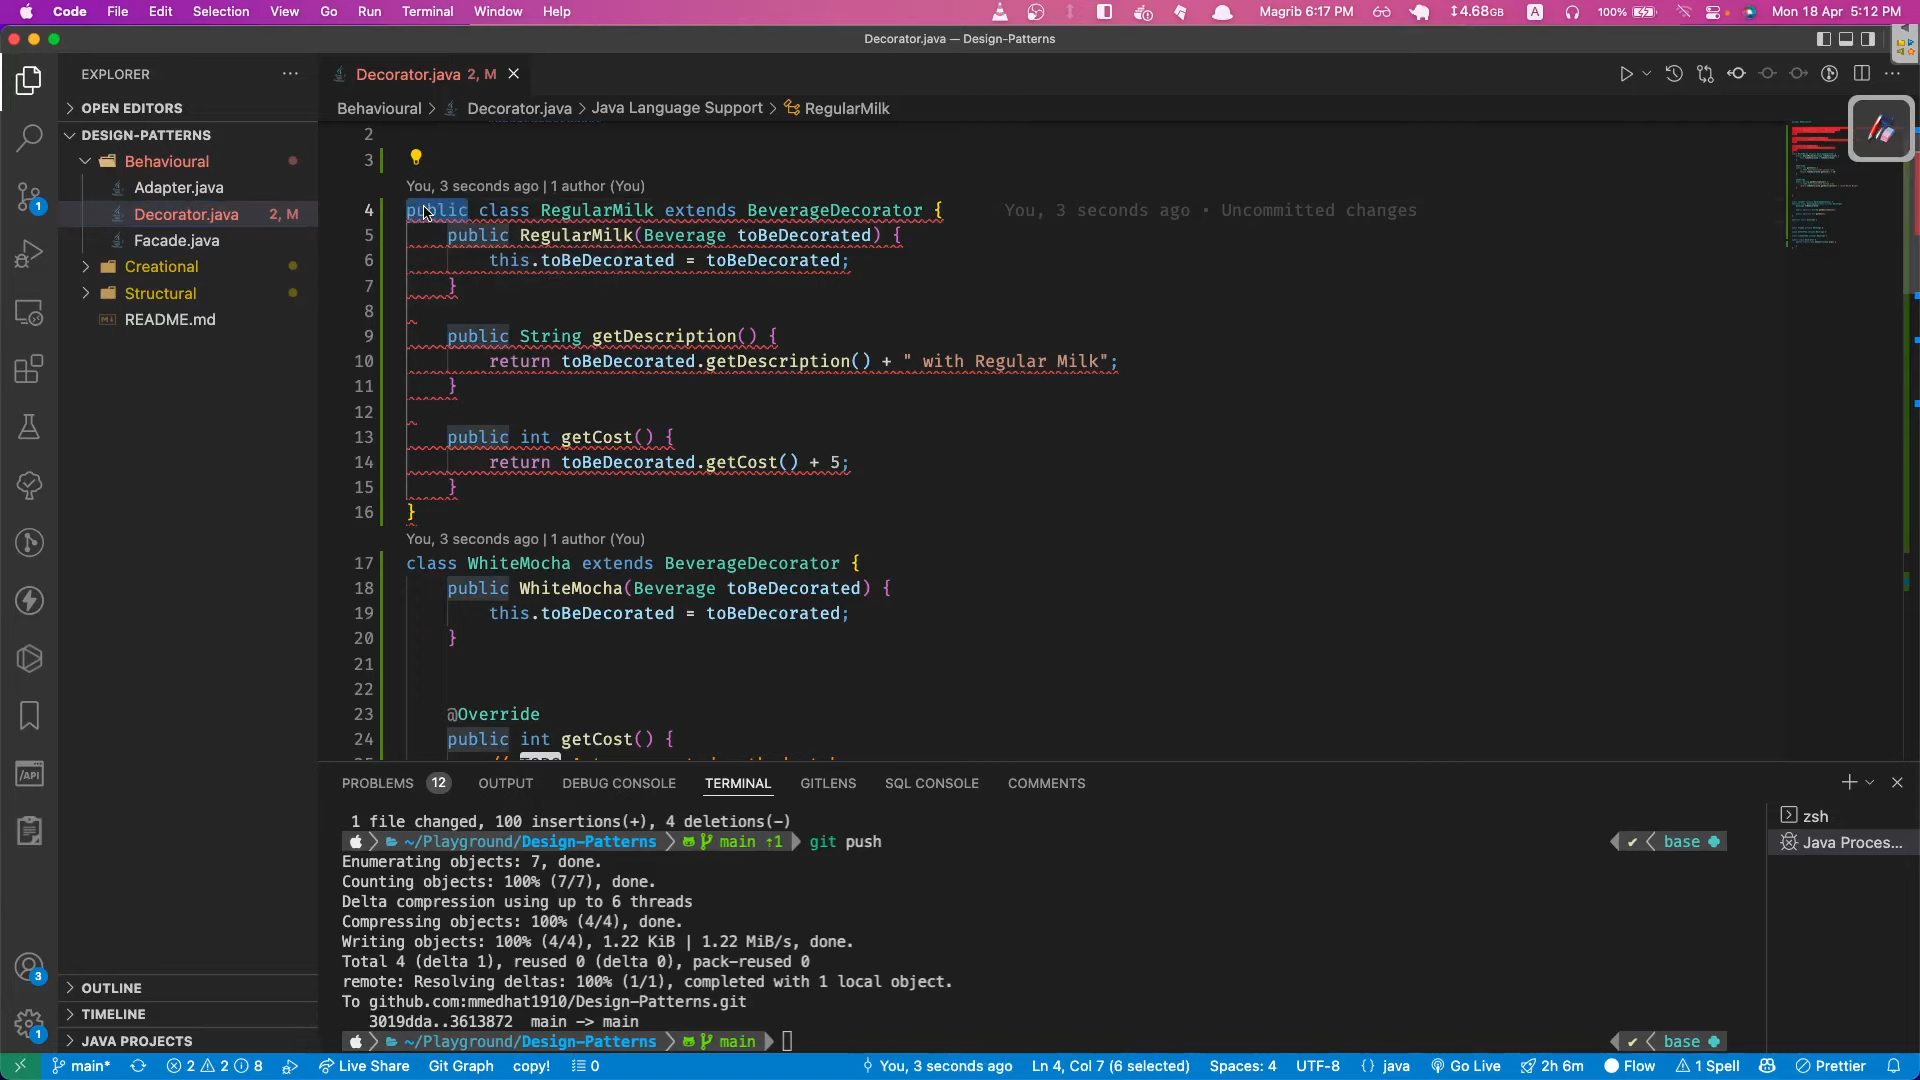 Code File Edit Selection View Go Run Terminal Window Help
Magrib 6:17 PM 4.68GB A 100% Mon 18 Apr 5:12 PM
Decorator.java — Design-Patterns
EXPLORER
OPEN EDITORS
DESIGN-PATTERNS
Behavioural
Adapter.java
Decorator.java 2, M
Facade.java
Creational
Structural
README.md
OUTLINE
TIMELINE
JAVA PROJECTS
Decorator.java 2, M
Behavioural > Decorator.java > Java Language Support > RegularMilk
2
3
You, 3 seconds ago | 1 author (You)
4 public class RegularMilk extends BeverageDecorator { You, 3 seconds ago • Uncommitted changes
5 public RegularMilk(Beverage toBeDecorated) {
6 this.toBeDecorated = toBeDecorated;
7 }
8
9 public String getDescription() {
10 return toBeDecorated.getDescription() + " with Regular Milk";
11 }
12
13 public int getCost() {
14 return toBeDecorated.getCost() + 5;
15 }
16 }
You, 3 seconds ago | 1 author (You)
17 class WhiteMocha extends BeverageDecorator {
18 public WhiteMocha(Beverage toBeDecorated) {
19 this.toBeDecorated = toBeDecorated;
20 }
21
22
23 @Override
24 public int getCost() {
PROBLEMS 12 OUTPUT DEBUG CONSOLE TERMINAL GITLENS SQL CONSOLE COMMENTS
1 file changed, 100 insertions(+), 4 deletions(-)
~/Playground/Design-Patterns main ↑1 git push ✔ base
Enumerating objects: 7, done.
Counting objects: 100% (7/7), done.
Delta compression using up to 6 threads
Compressing objects: 100% (4/4), done.
Writing objects: 100% (4/4), 1.22 KiB | 1.22 MiB/s, done.
Total 4 (delta 1), reused 0 (delta 0), pack-reused 0
remote: Resolving deltas: 100% (1/1), completed with 1 local object.
To github.com:mmedhat1910/Design-Patterns.git
3019dda..3613872 main -> main
~/Playground/Design-Patterns main ✔ base
zsh
Java Proces...
1
/API
3
1
main* 2 2 8 Live Share Git Graph copy! 0 You, 3 seconds ago Ln 4, Col 7 (6 selected) Spaces: 4 UTF-8 {} java Go Live 2h 6m Flow 1 Spell Prettier